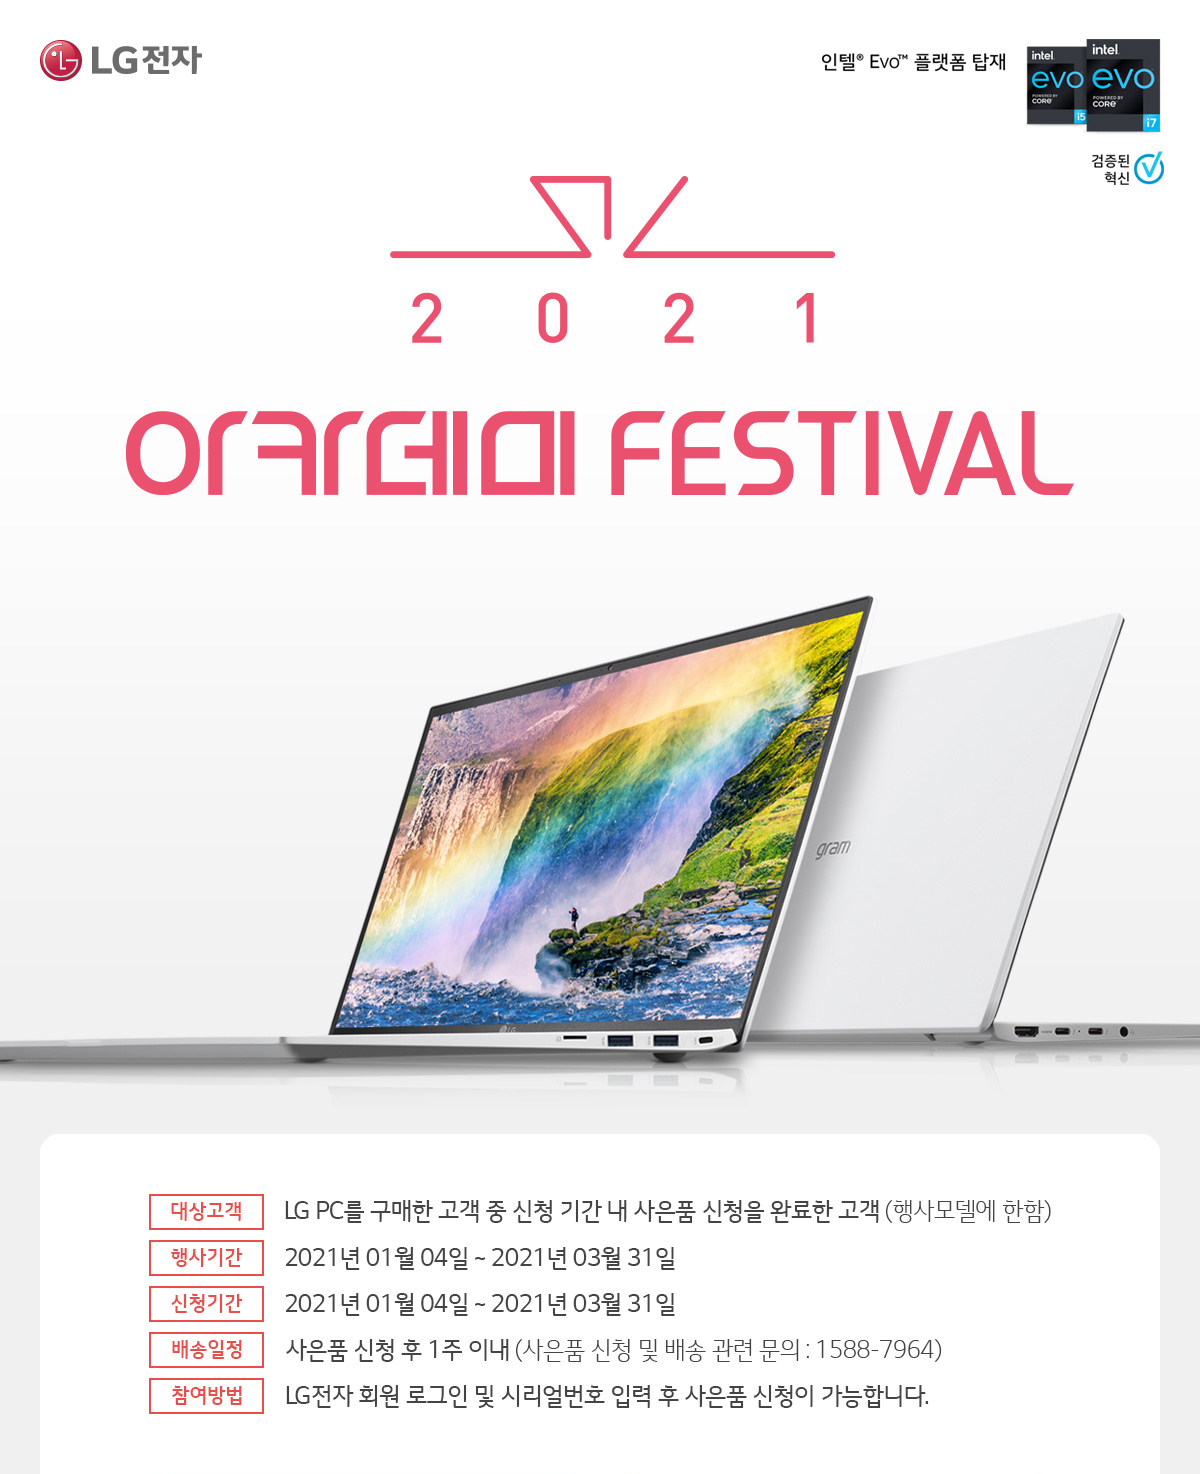 LG전자
인텔® Evo™ 플랫폼 탑재
intel
evo
POWERED BY
CORE
i5
intel
evo
POWERED BY
CORE
i7
검증된
혁신
2021
아카데미 FESTIVAL
gram
LG
대상고객 LG PC를 구매한 고객 중 신청 기간 내 사은품 신청을 완료한 고객 (행사모델에 한함)
행사기간 2021년 01월 04일 ~ 2021년 03월 31일
신청기간 2021년 01월 04일 ~ 2021년 03월 31일
배송일정 사은품 신청 후 1주 이내 (사은품 신청 및 배송 관련 문의 : 1588-7964)
참여방법 LG전자 회원 로그인 및 시리얼번호 입력 후 사은품 신청이 가능합니다.